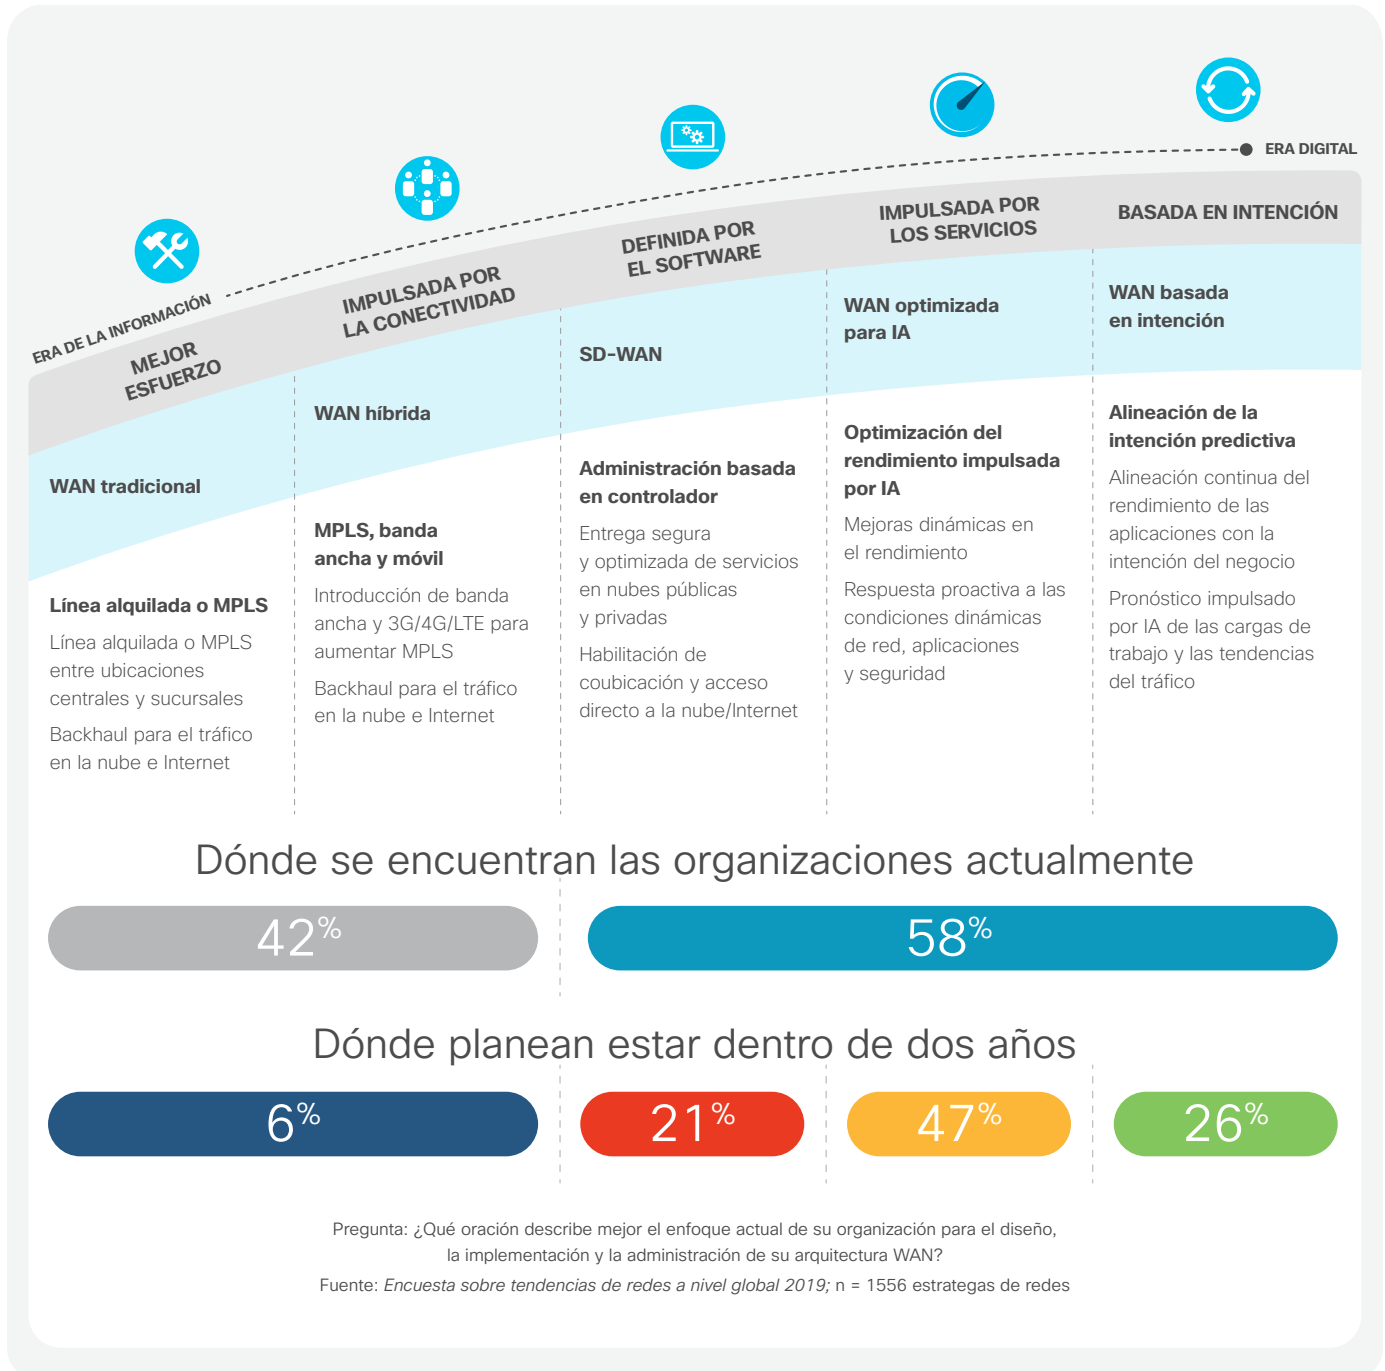 ERA DIGITAL
ERA DE LA INFORMACIÓN
MEJOR
ESFUERZO
IMPULSADA POR
LA CONECTIVIDAD
DEFINIDA POR
EL SOFTWARE
IMPULSADA POR
LOS SERVICIOS
BASADA EN INTENCIÓN
WAN tradicional
Línea alquilada o MPLS
Línea alquilada o MPLS
entre ubicaciones
centrales y sucursales
Backhaul para el tráfico
en la nube e Internet
WAN híbrida
MPLS, banda
ancha y móvil
Introducción de banda
ancha y 3G/4G/LTE para
aumentar MPLS
Backhaul para el tráfico
en la nube e Internet
SD-WAN
Administración basada
en controlador
Entrega segura
y optimizada de servicios
en nubes públicas
y privadas
Habilitación de
coubicación y acceso
directo a la nube/Internet
WAN optimizada
para IA
Optimización del
rendimiento impulsada
por IA
Mejoras dinámicas en
el rendimiento
Respuesta proactiva a las
condiciones dinámicas
de red, aplicaciones
y seguridad
WAN basada
en intención
Alineación de la
intención predictiva
Alineación continua del
rendimiento de las
aplicaciones con la
intención del negocio
Pronóstico impulsado
por IA de las cargas de
trabajo y las tendencias
del tráfico
Dónde se encuentran las organizaciones actualmente
42%
58%
Dónde planean estar dentro de dos años
6%
21%
47%
26%
Pregunta: ¿Qué oración describe mejor el enfoque actual de su organización para el diseño,
la implementación y la administración de su arquitectura WAN?
Fuente: Encuesta sobre tendencias de redes a nivel global 2019; n = 1556 estrategas de redes